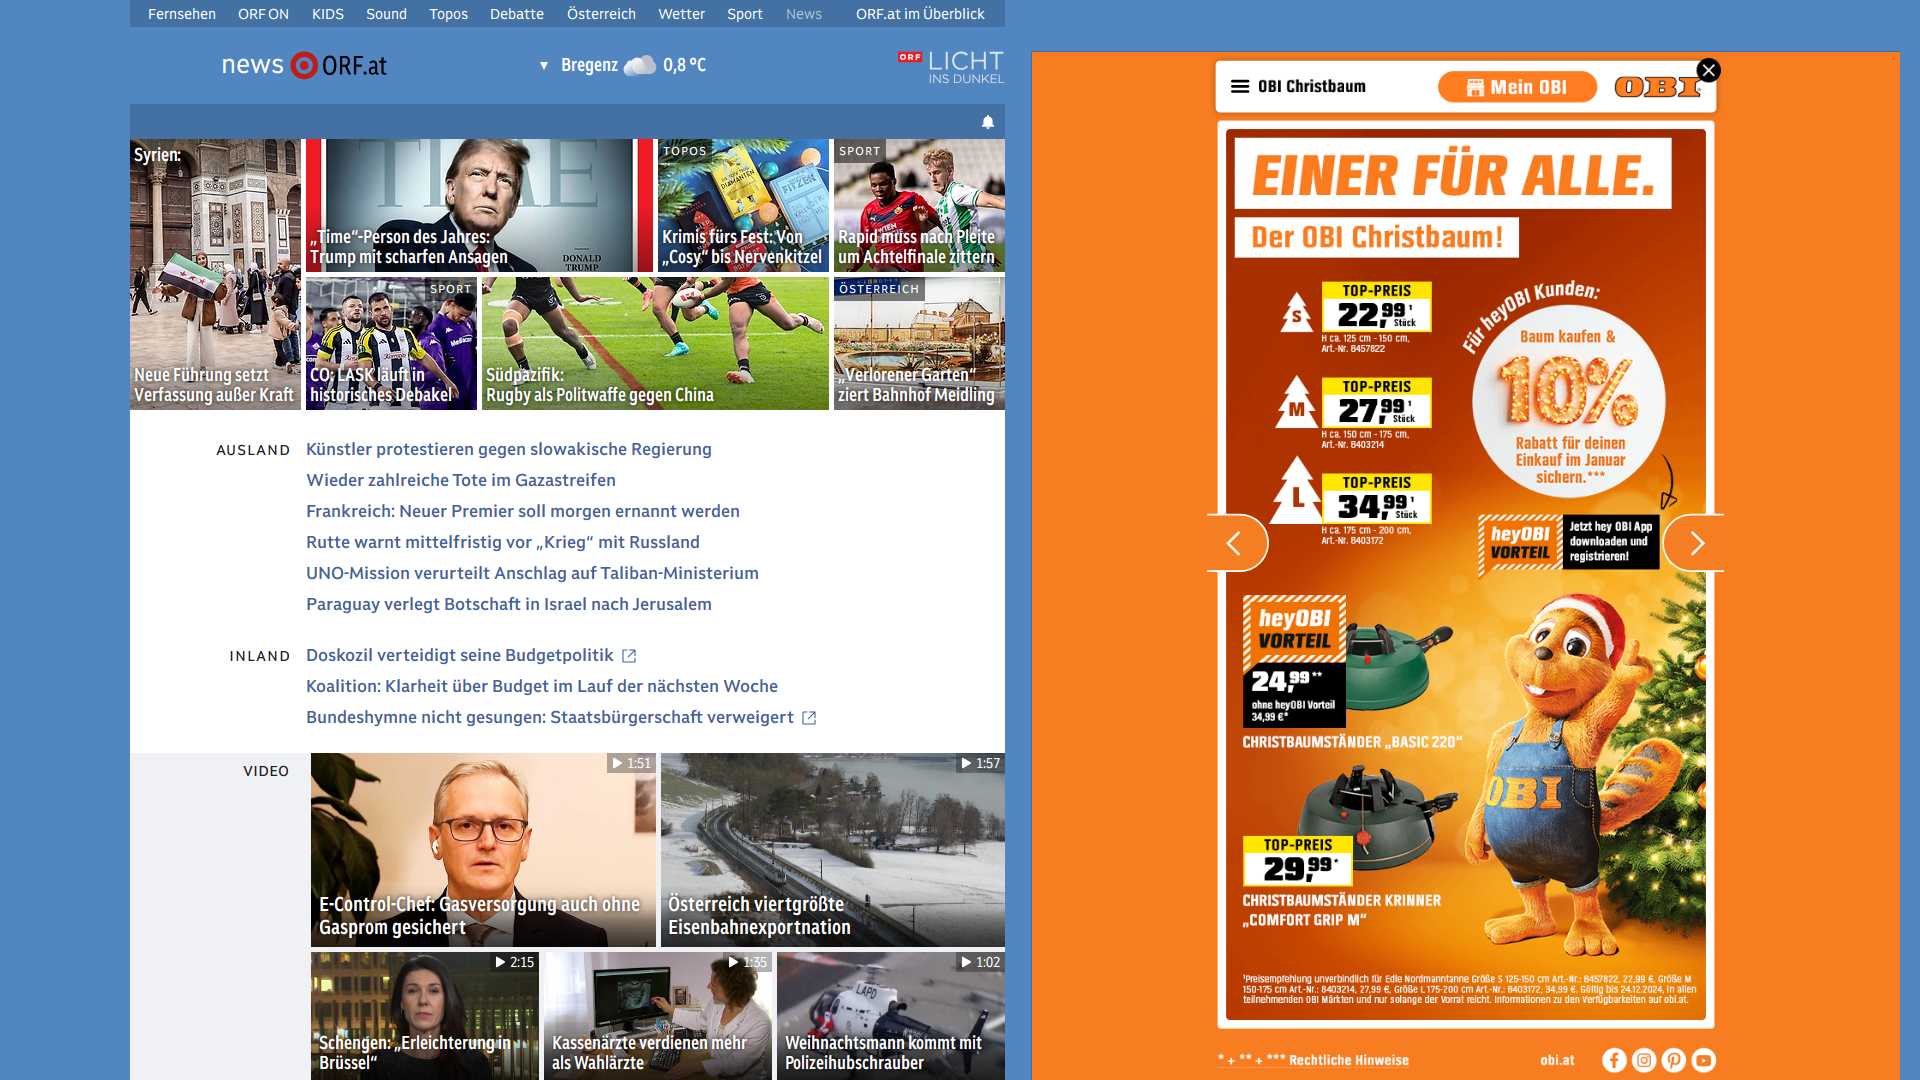 Fernsehen ORF ON KIDS Sound Topos Debatte Österreich Wetter Sport News ORF.at im Überblick
news ORF.at
Bregenz 0,8 °C
ORF LICHT
INS DUNKEL
Syrien:
Neue Führung setzt
Verfassung außer Kraft
TIME
„Time“-Person des Jahres:
Trump mit scharfen Ansagen
DONALD
TRUMP
TOPOS
DIAMANTEN
FITZEK
Krimis fürs Fest: Von
„Cosy“ bis Nervenkitzel
SPORT
Rapid muss nach Pleite
um Achtelfinale zittern
SPORT
CO: LASK läuft in
historisches Debakel
Südpazifik:
Rugby als Politwaffe gegen China
ÖSTERREICH
„Verlorener Garten“
ziert Bahnhof Meidling
AUSLAND
Künstler protestieren gegen slowakische Regierung
Wieder zahlreiche Tote im Gazastreifen
Frankreich: Neuer Premier soll morgen ernannt werden
Rutte warnt mittelfristig vor „Krieg“ mit Russland
UNO-Mission verurteilt Anschlag auf Taliban-Ministerium
Paraguay verlegt Botschaft in Israel nach Jerusalem
INLAND
Doskozil verteidigt seine Budgetpolitik
Koalition: Klarheit über Budget im Lauf der nächsten Woche
Bundeshymne nicht gesungen: Staatsbürgerschaft verweigert
VIDEO
1:51
E-Control-Chef: Gasversorgung auch ohne
Gasprom gesichert
1:57
Österreich viertgrößte
Eisenbahnexportnation
2:15
Schengen: „Erleichterung in
Brüssel“
1:35
Kassenärzte verdienen mehr
als Wahlärzte
1:02
LAPD
Weihnachtsmann kommt mit
Polizeihubschrauber
OBI Christbaum
Mein OBI
OBI
EINER FÜR ALLE.
Der OBI Christbaum!
S
TOP-PREIS
22,99¹
Stück
H ca. 125 cm - 150 cm,
Art.-Nr. 8457822
M
TOP-PREIS
27,99¹
Stück
H ca. 150 cm - 175 cm,
Art.-Nr. 8403214
L
TOP-PREIS
34,99¹
Stück
H ca. 175 cm - 200 cm,
Art.-Nr. 8403172
Für heyOBI Kunden:
Baum kaufen &
10%
Rabatt für deinen
Einkauf im Januar
sichern.***
heyOBI
VORTEIL
Jetzt hey OBI App
downloaden und
registrieren!
heyOBI
VORTEIL
24,99**
ohne heyOBI Vorteil
34,99 €*
CHRISTBAUMSTÄNDER „BASIC 220“
OBI
TOP-PREIS
29,99*
CHRISTBAUMSTÄNDER KRINNER
„COMFORT GRIP M“
¹Preisempfehlung unverbindlich für Edle Nordmanntanne Größe S 125-150 cm Art.-Nr.: 8457822, 22,99 €, Größe M
150-175 cm Art.-Nr.: 8403214, 27,99 €, Größe L 175-200 cm Art.-Nr.: 8403172, 34,99 €. Gültig bis 24.12.2024, in allen
teilnehmenden OBI Märkten und nur solange der Vorrat reicht. Informationen zu den Verfügbarkeiten auf obi.at.
* + ** + *** Rechtliche Hinweise
obi.at